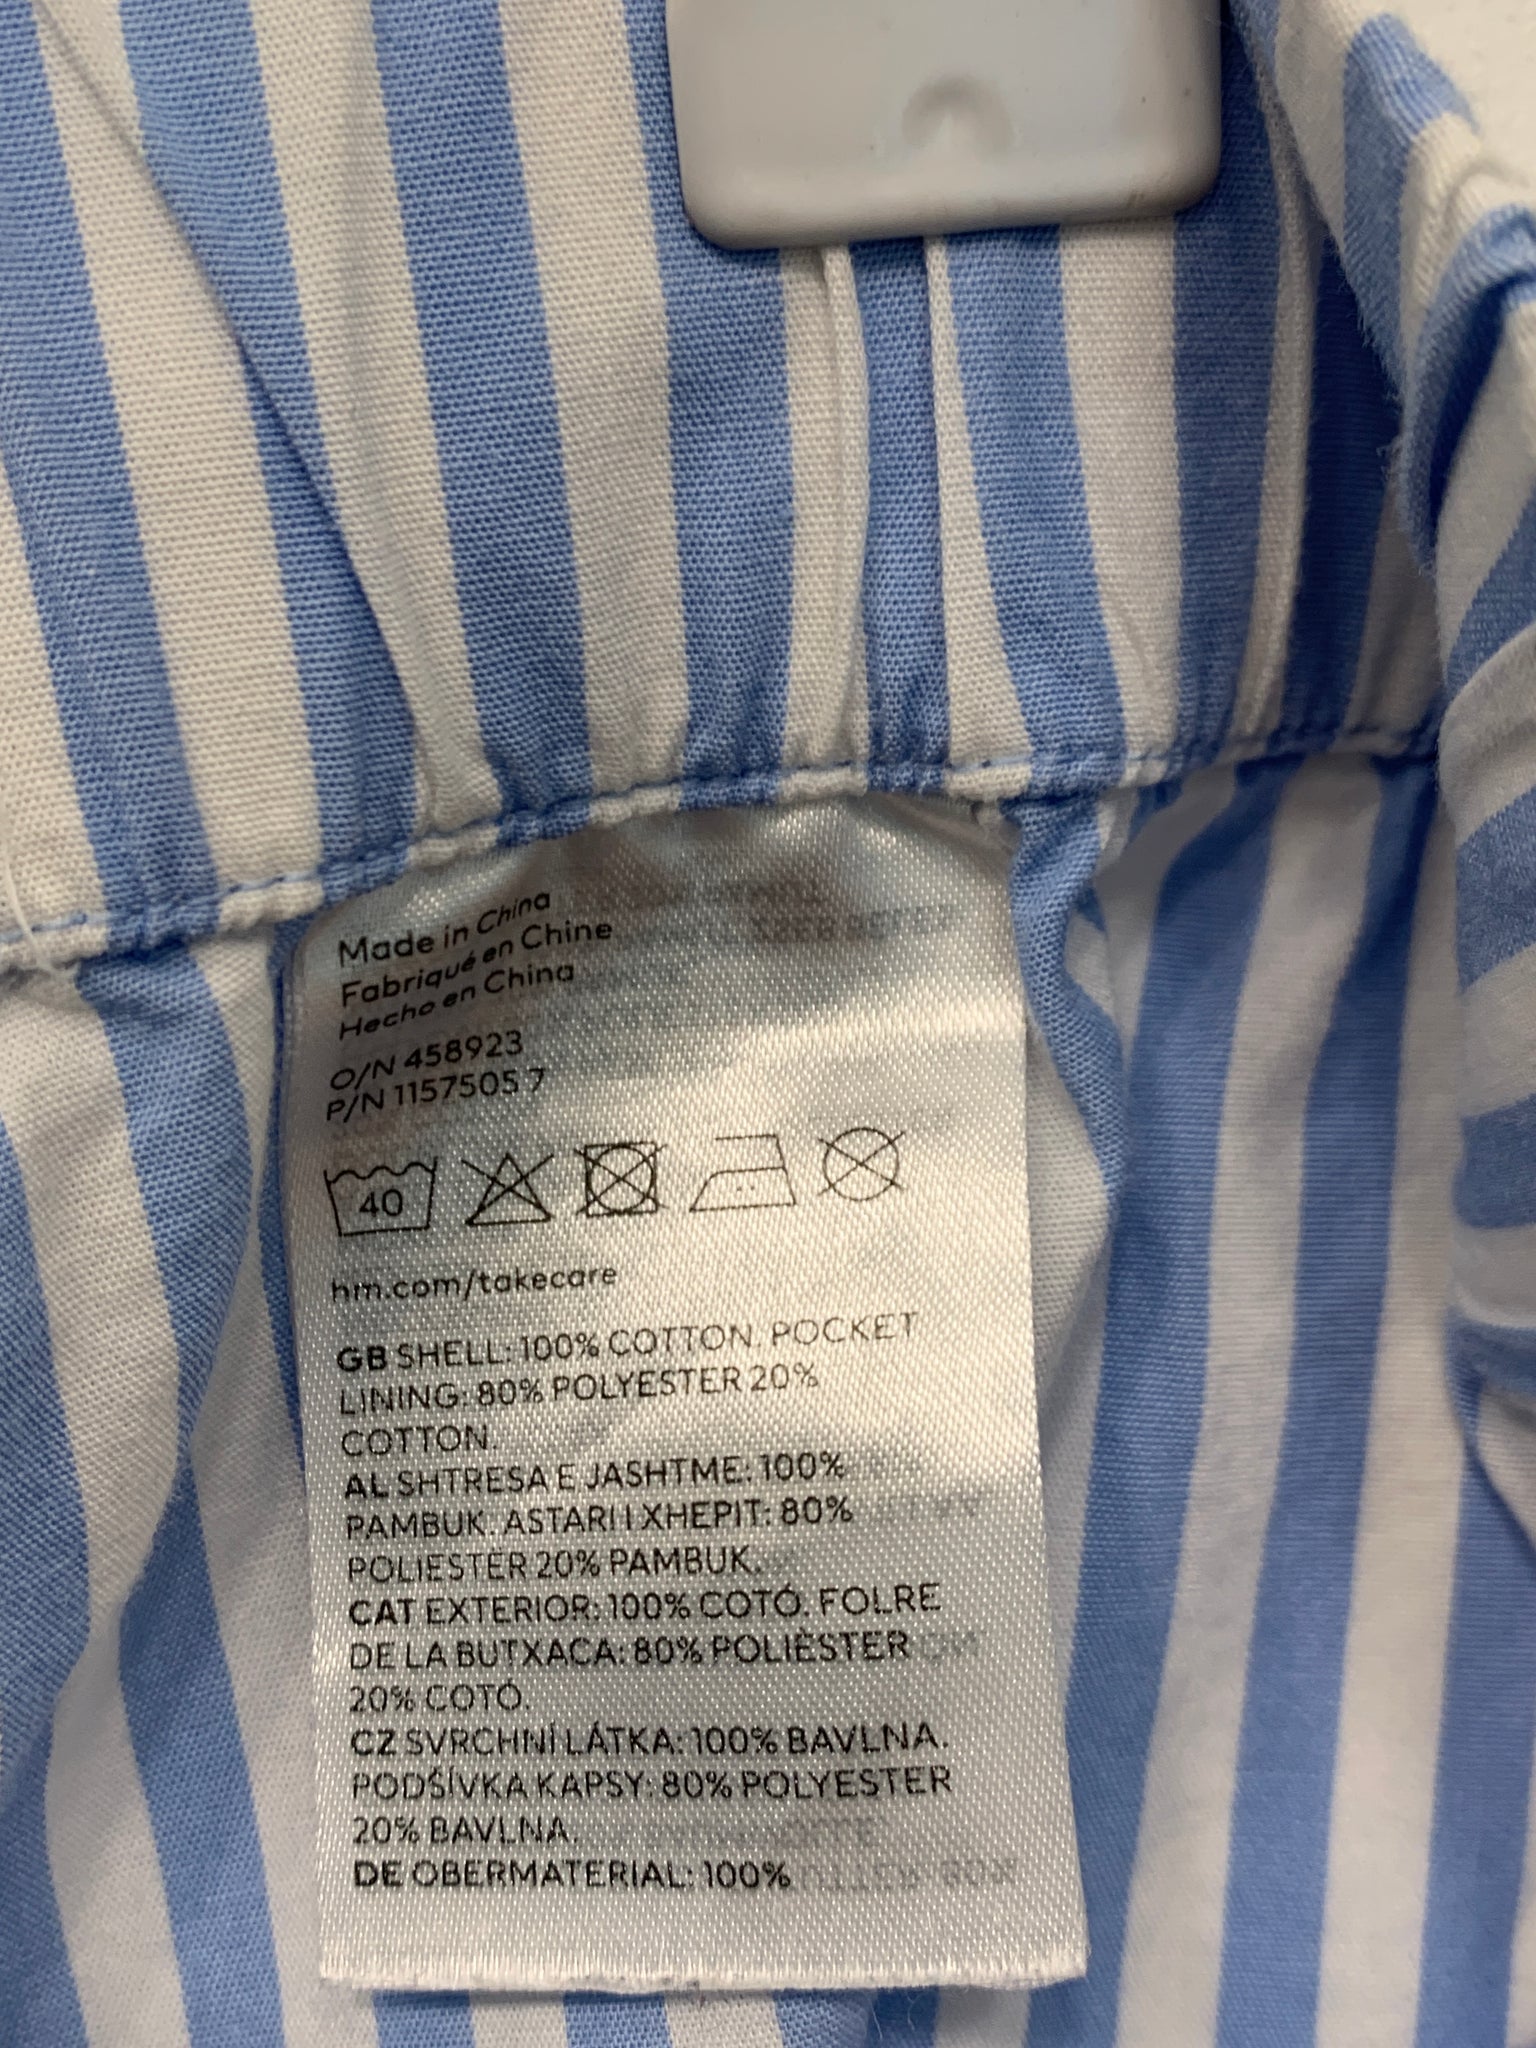 Made in China
Fabriqué en Chine
Hecho en China
O/N 458923
P/N 11575057
40
hm.com/takecare
GB SHELL: 100% COTTON. POCKET
LINING: 80% POLYESTER 20%
COTTON.
AL SHTRESA E JASHTME: 100%
PAMBUK. ASTARI I XHEPIT: 80%
POLIESTËR 20% PAMBUK.
CAT EXTERIOR: 100% COTÓ. FOLRE
DE LA BUTXACA: 80% POLIÈSTER
20% COTÓ.
CZ SVRCHNÍ LÁTKA: 100% BAVLNA.
PODŠÍVKA KAPSY: 80% POLYESTER
20% BAVLNA.
DE OBERMATERIAL: 100%